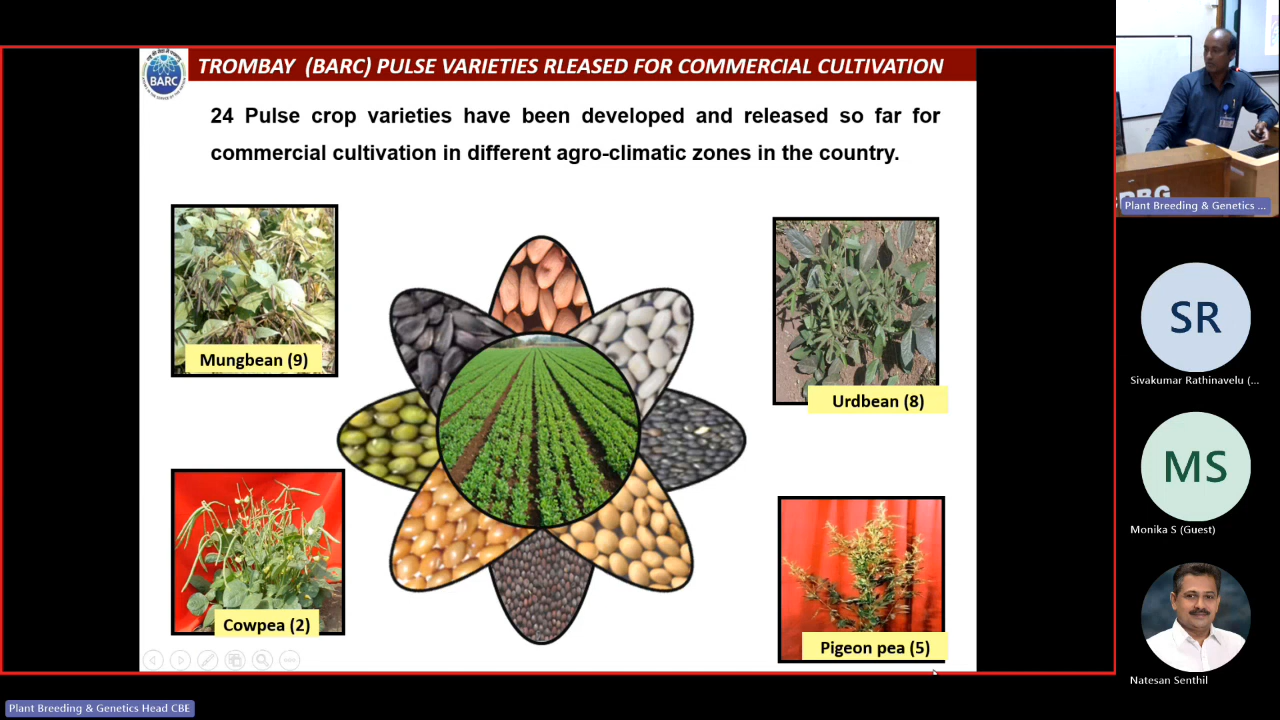 BARC
TROMBAY (BARC) PULSE VARIETIES RLEASED FOR COMMERCIAL CULTIVATION
24 Pulse crop varieties have been developed and released so far for
commercial cultivation in different agro-climatic zones in the country.
Mungbean (9)
Urdbean (8)
Cowpea (2)
Pigeon pea (5)
Plant Breeding & Genetics Head CBE
Plant Breeding & Genetics ...
SR
Sivakumar Rathinavelu (...
MS
Monika S (Guest)
Natesan Senthil